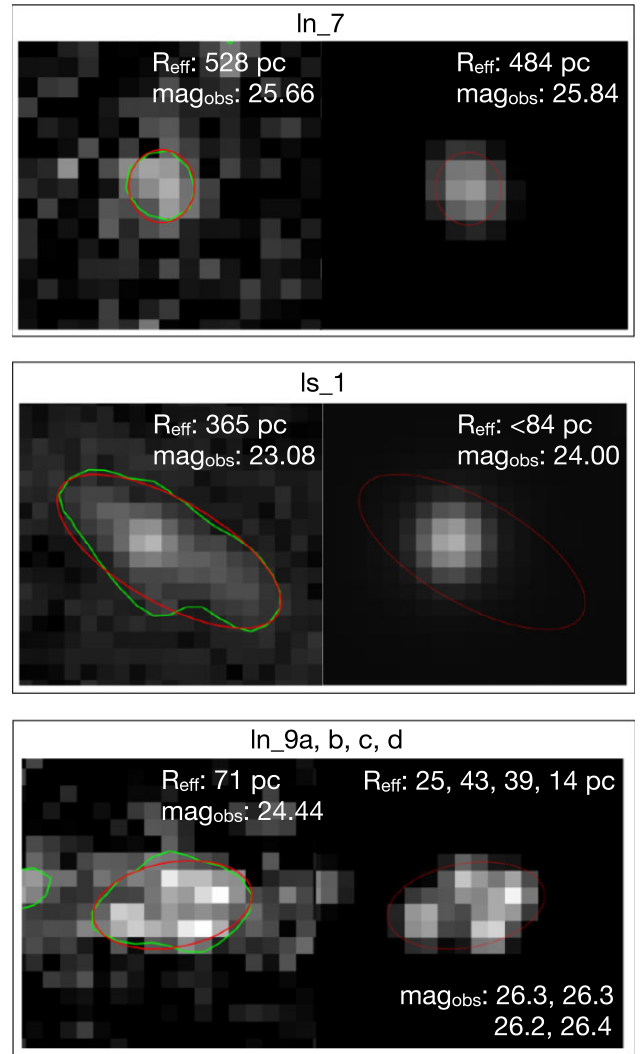 ln_7
Reff: 528 pc
magobs: 25.66
Reff: 484 pc
magobs: 25.84
ls_1
Reff: 365 pc
magobs: 23.08
Reff: <84 pc
magobs: 24.00
ln_9a, b, c, d
Reff: 71 pc
magobs: 24.44
Reff: 25, 43, 39, 14 pc
magobs: 26.3, 26.3
26.2, 26.4